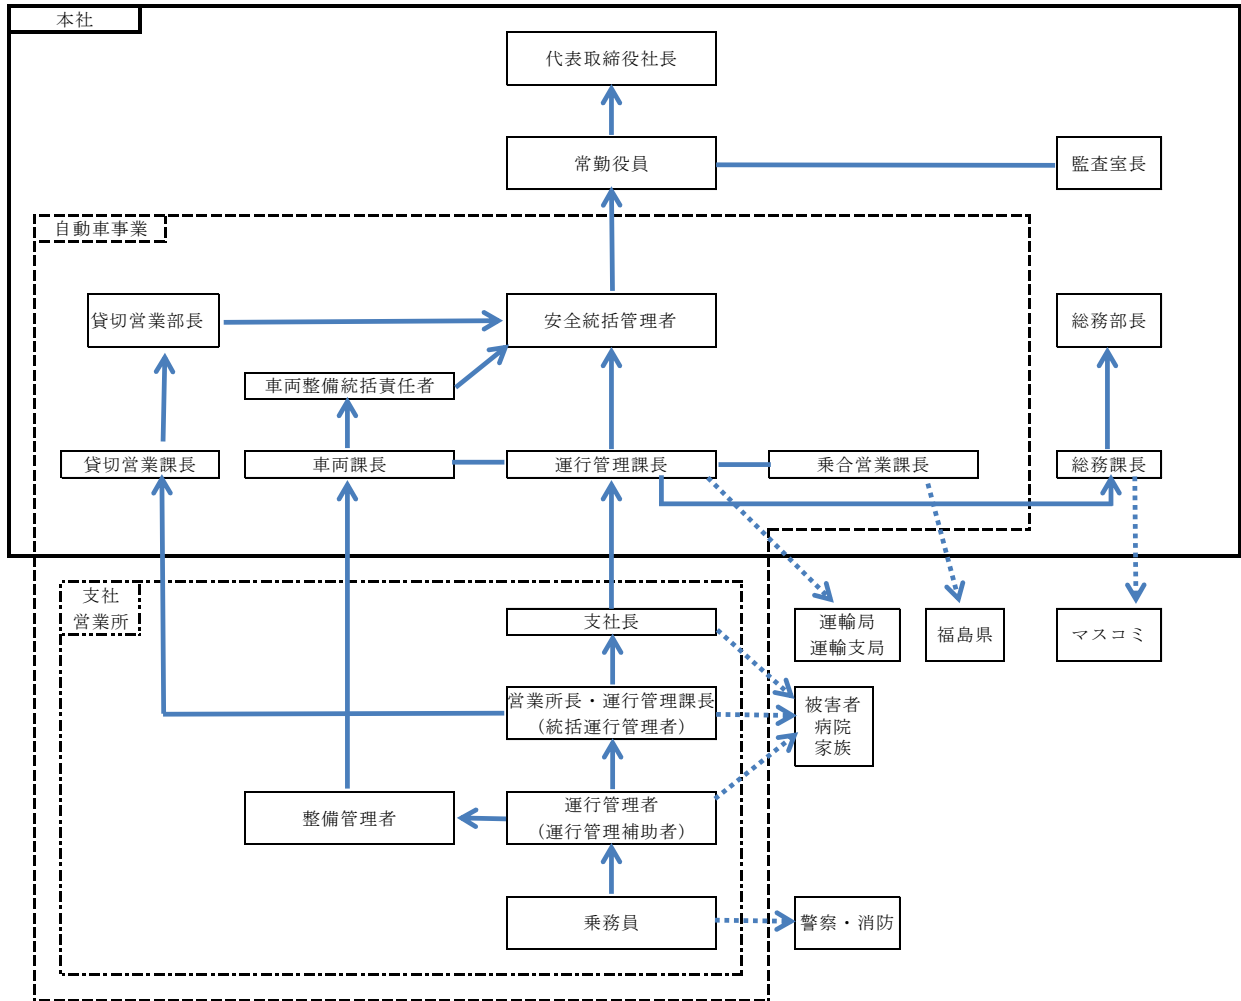 本社
代表取締役社長
常勤役員
監査室長
自動車事業
貸切営業部長
安全統括管理者
総務部長
車両整備統括責任者
貸切営業課長
車両課長
運行管理課長
乗合営業課長
総務課長
支社
営業所
支社長
運輸局
運輸支局
福島県
マスコミ
営業所長・運行管理課長
(統括運行管理者)
被害者
病院
家族
整備管理者
運行管理者
(運行管理補助者)
乗務員
警察・消防